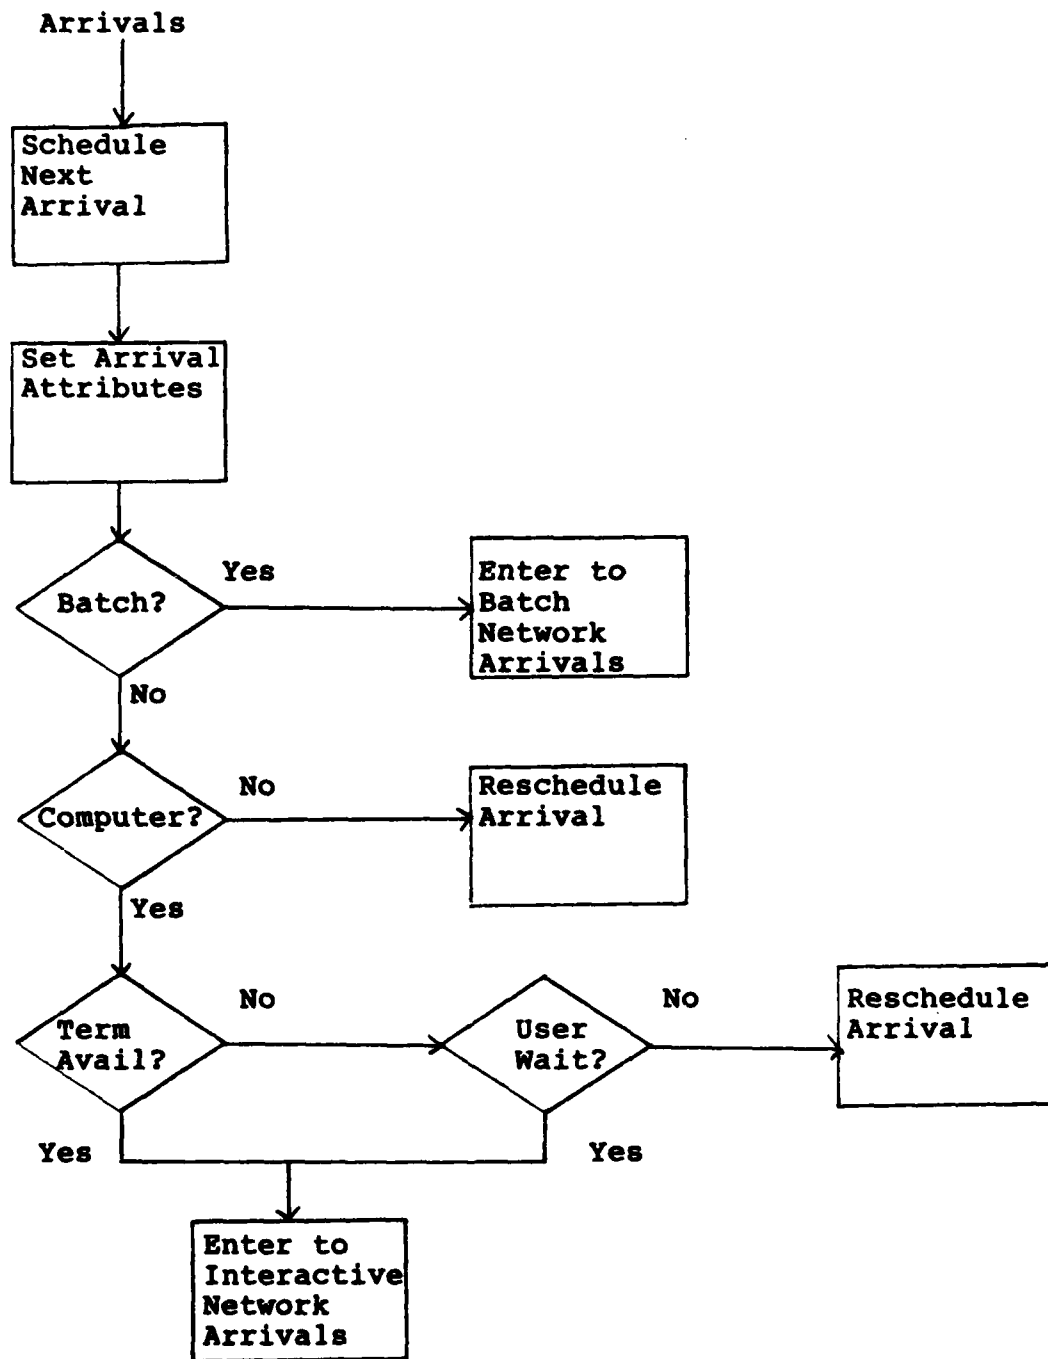 Arrivals
Schedule
Next
Arrival
Set Arrival
Attributes
Batch?
Yes
Enter to
Batch
Network
Arrivals
No
Computer?
No
Reschedule
Arrival
Yes
Term
Avail?
No
User
Wait?
No
Reschedule
Arrival
Yes
Yes
Enter to
Interactive
Network
Arrivals